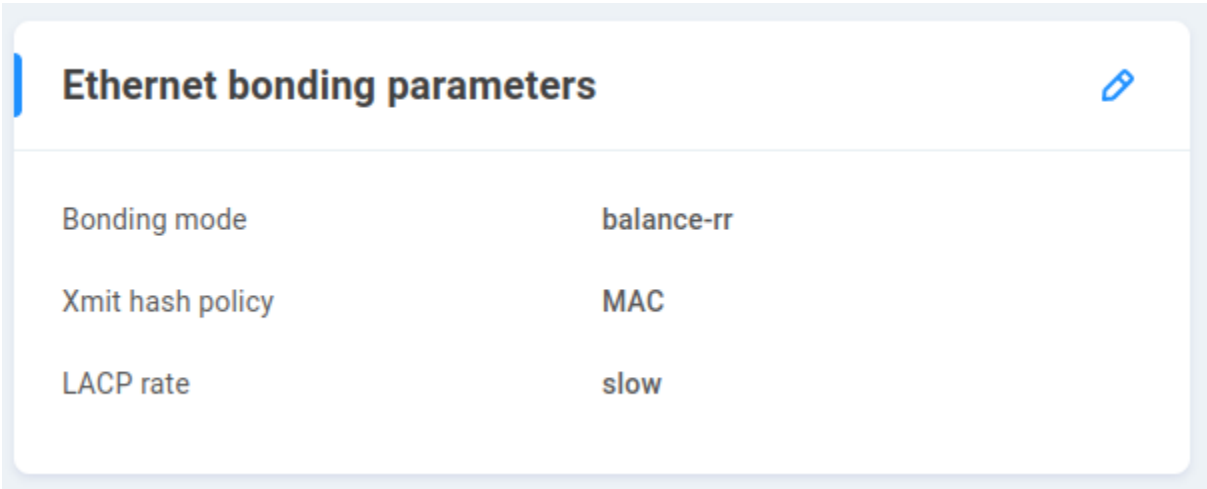 Ethernet bonding parameters
Bonding mode balance-rr
Xmit hash policy MAC
LACP rate slow